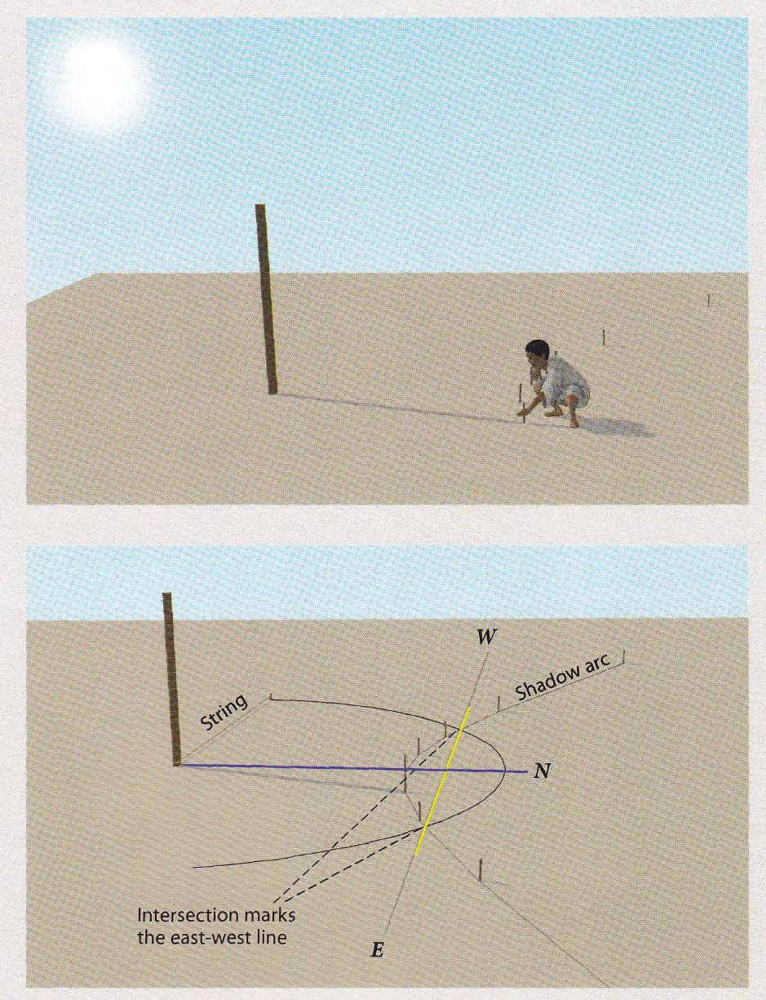 W
Shadow arc
String
N
Intersection marks
the east-west line
E